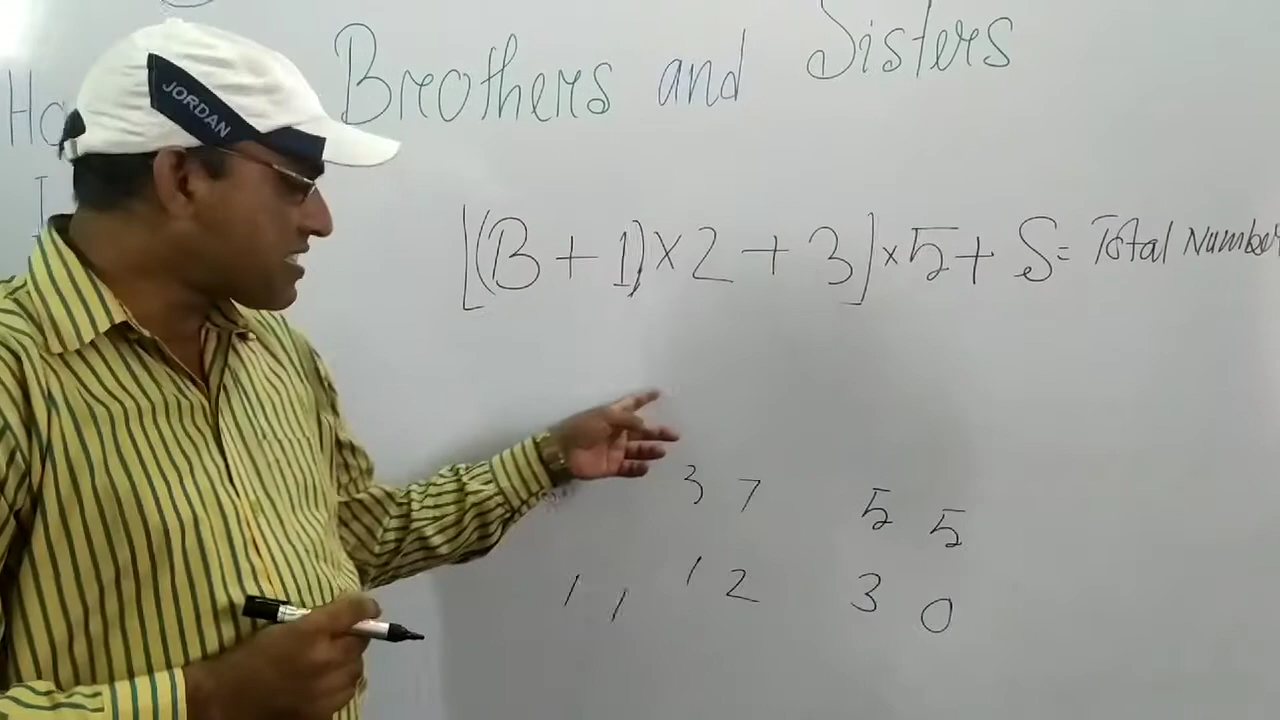 Brothers and Sisters
JORDAN
[(B + 1) × 2 + 3] × 5 + S = Total Number
3 7 5 5
1 1 1 2 3 0